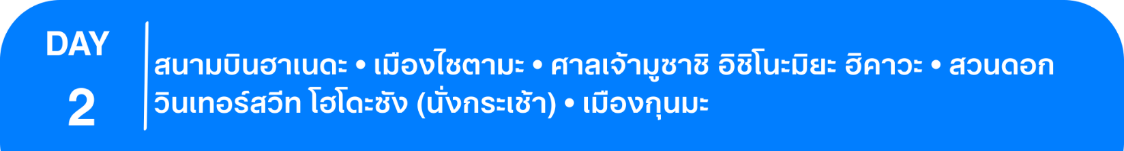 DAY
2
สนามบินฮาเนดะ • เมืองไซตามะ • ศาลเจ้ามูซาชิ อิชิโนะมิยะ ฮิคาวะ • สวนดอก
วินเทอร์สวีท โฮโดะซัง (นั่งกระเช้า) • เมืองกุนมะ